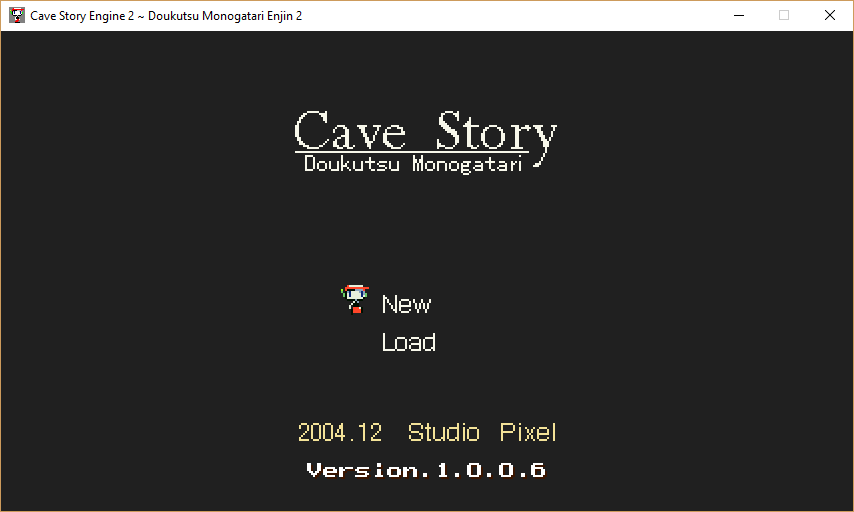 Cave Story Engine 2 ~ Doukutsu Monogatari Enjin 2
Cave Story
Doukutsu Monogatari
New
Load
2004.12 Studio Pixel
Version.1.0.0.6